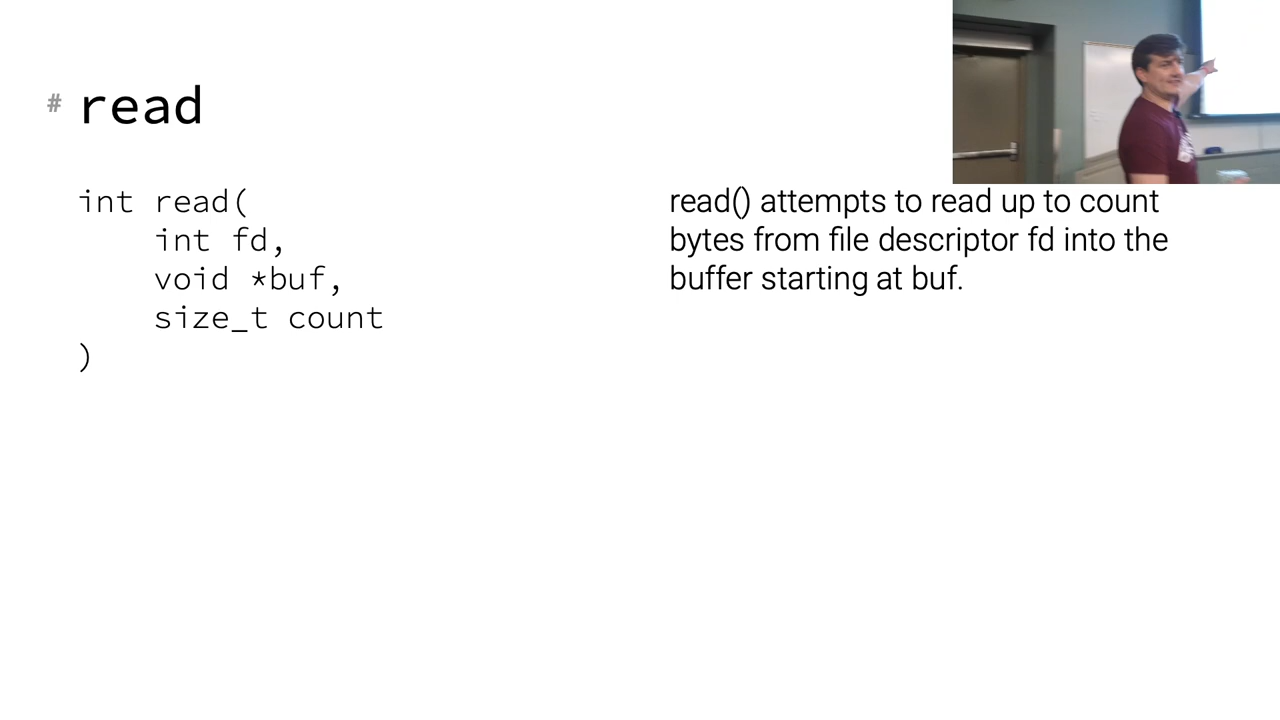 # read
int read(
    int fd,
    void *buf,
    size_t count
)
read() attempts to read up to count
bytes from file descriptor fd into the
buffer starting at buf.